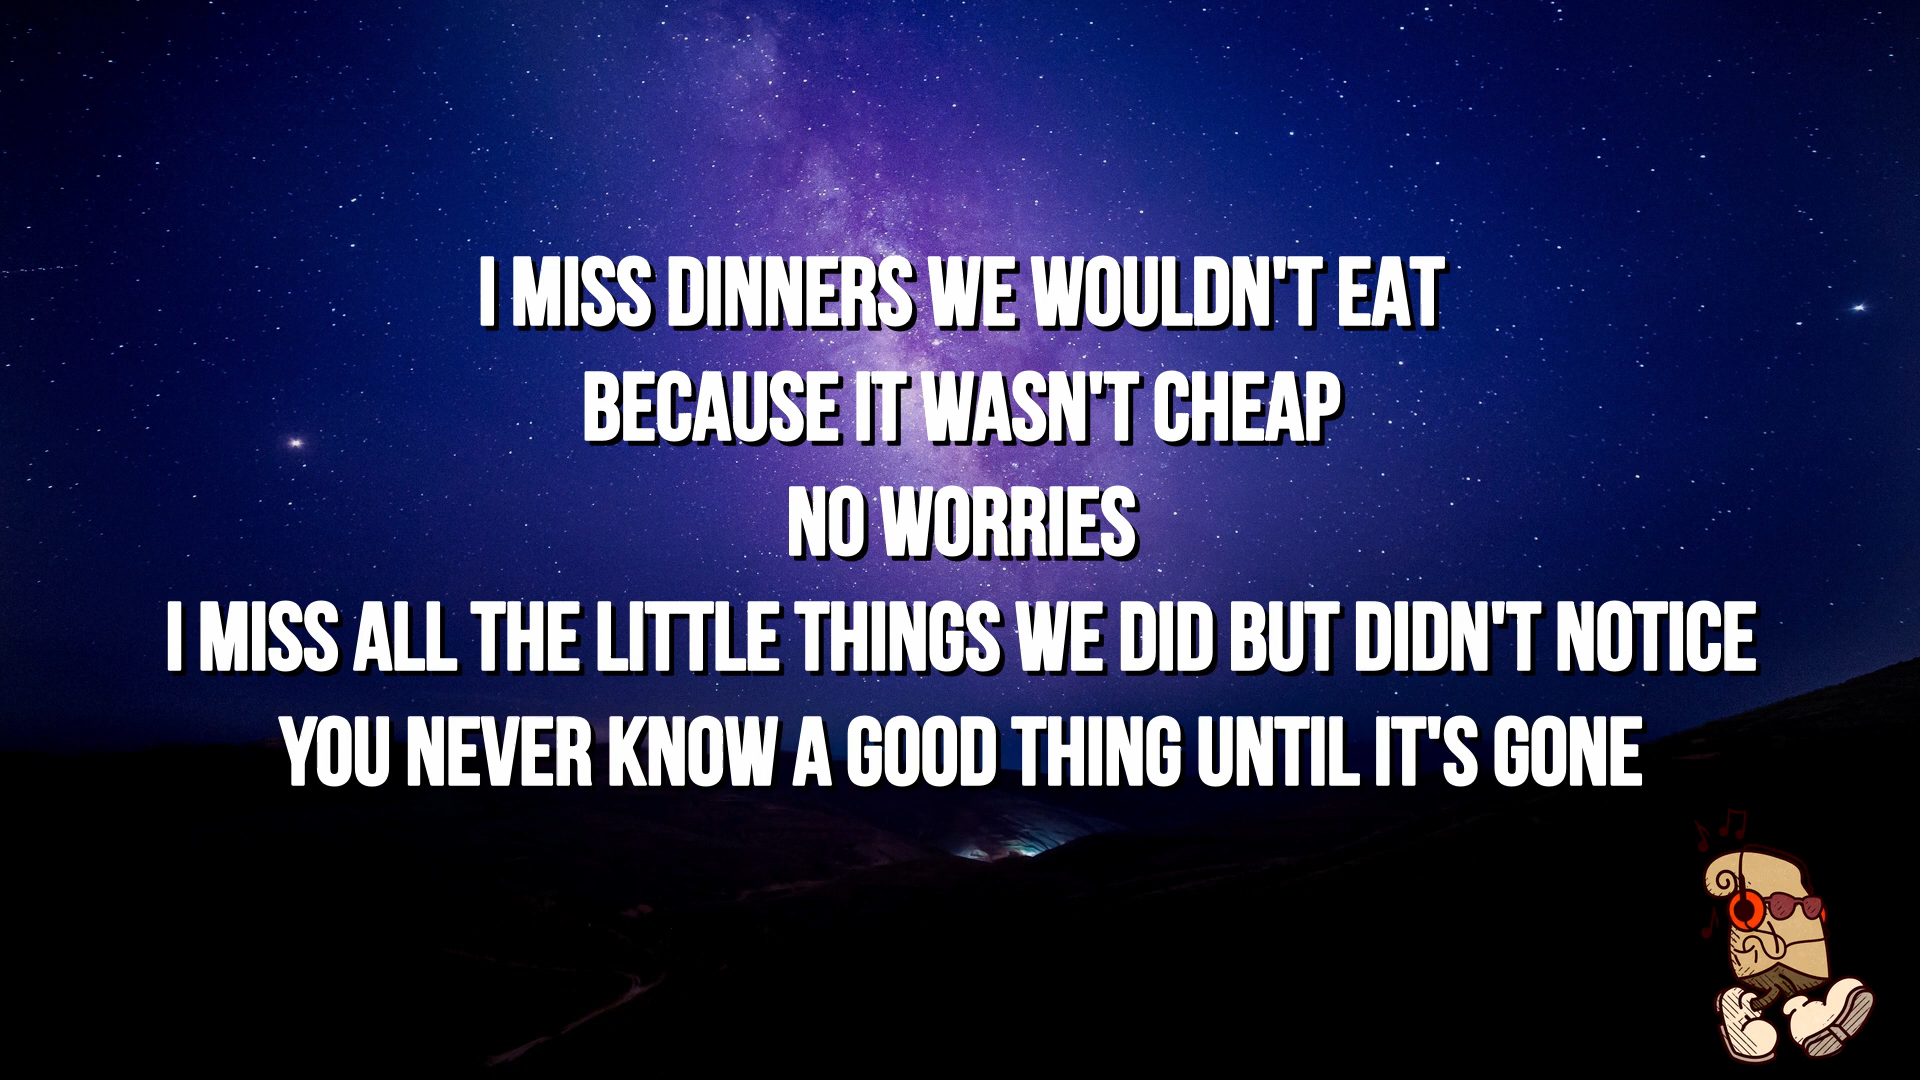 I MISS DINNERS WE WOULDN'T EAT
BECAUSE IT WASN'T CHEAP
NO WORRIES
I MISS ALL THE LITTLE THINGS WE DID BUT DIDN'T NOTICE
YOU NEVER KNOW A GOOD THING UNTIL IT'S GONE